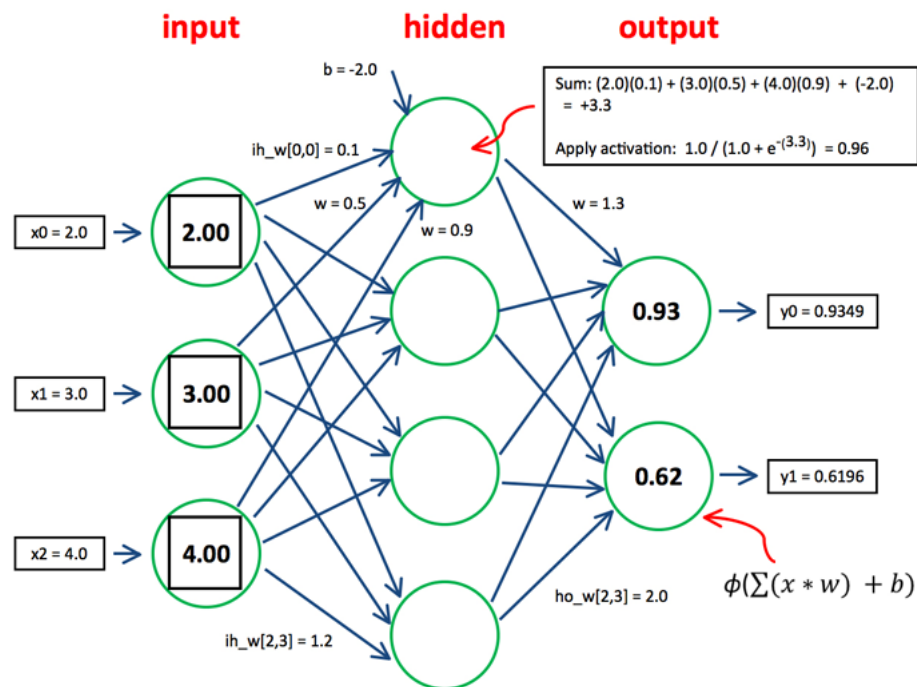 input hidden output
b = -2.0
Sum: (2.0)(0.1) + (3.0)(0.5) + (4.0)(0.9) + (-2.0)
= +3.3
Apply activation: 1.0 / (1.0 + e^-(3.3)) = 0.96
ih_w[0,0] = 0.1
w = 0.5
w = 1.3
w = 0.9
x0 = 2.0
2.00
0.93
y0 = 0.9349
x1 = 3.0
3.00
0.62
y1 = 0.6196
x2 = 4.0
4.00
ϕ(∑(x ∗ w) + b)
ho_w[2,3] = 2.0
ih_w[2,3] = 1.2